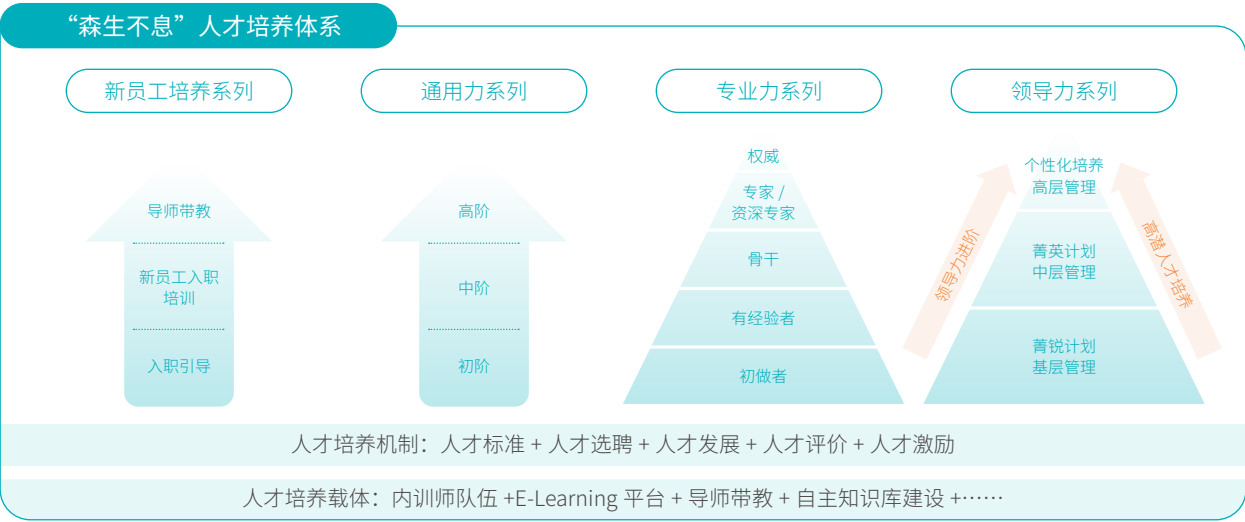 “森生不息”人才培养体系
新员工培养系列
通用力系列
专业力系列
领导力系列
导师带教
新员工入职
培训
入职引导
高阶
中阶
初阶
权威
专家 /
资深专家
骨干
有经验者
初做者
领导力进阶
个性化培养
高层管理
菁英计划
中层管理
菁锐计划
基层管理
高潜人才培养
人才培养机制：人才标准 + 人才选聘 + 人才发展 + 人才评价 + 人才激励
人才培养载体：内训师队伍 +E-Learning 平台 + 导师带教 + 自主知识库建设 +……